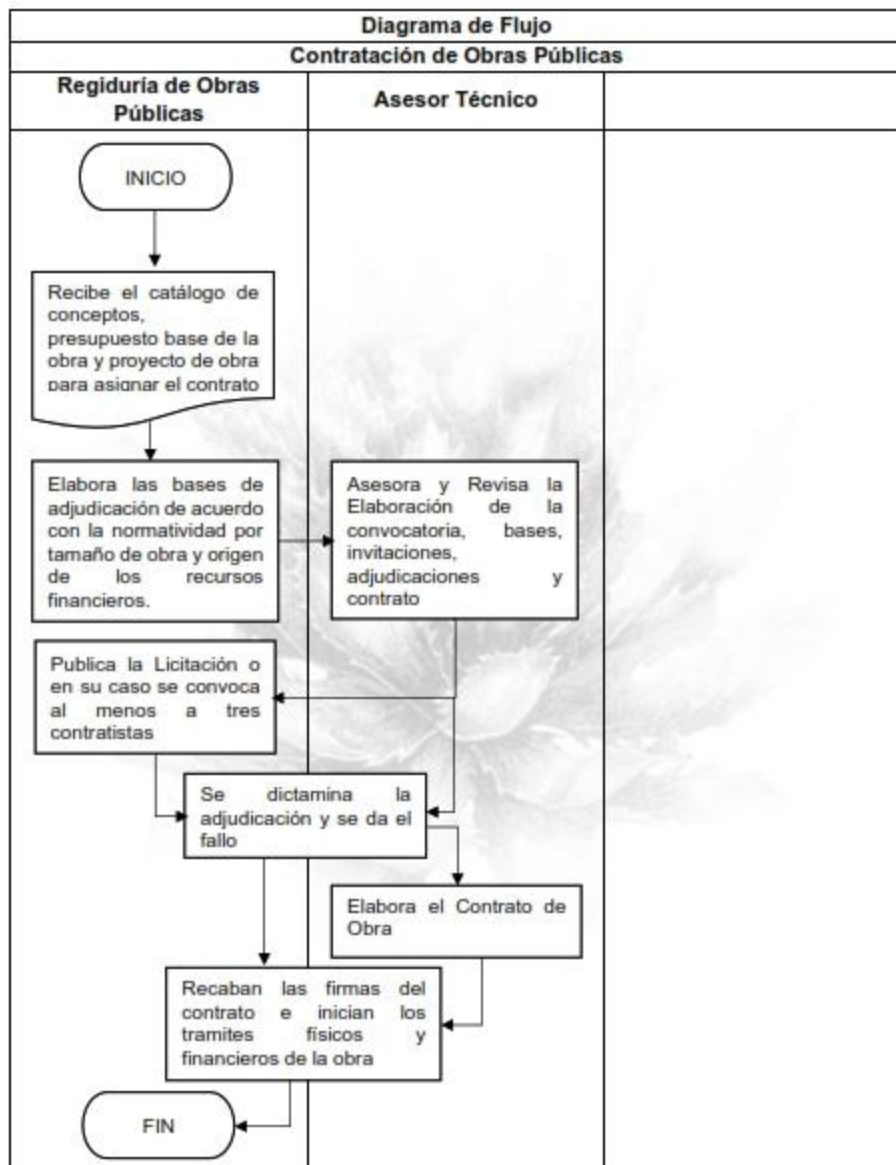 Diagrama de Flujo
Contratación de Obras Públicas
Regiduría de Obras
Públicas
Asesor Técnico
INICIO
Recibe el catálogo de
conceptos,
presupuesto base de la
obra y proyecto de obra
para asignar el contrato
Elabora las bases de
adjudicación de acuerdo
con la normatividad por
tamaño de obra y origen
de los recursos
financieros.
Asesora y Revisa la
Elaboración de la
convocatoria, bases,
invitaciones,
adjudicaciones y
contrato
Publica la Licitación o
en su caso se convoca
al menos a tres
contratistas
Se dictamina la
adjudicación y se da el
fallo
Elabora el Contrato de
Obra
Recaban las firmas del
contrato e inician los
tramites físicos y
financieros de la obra
FIN